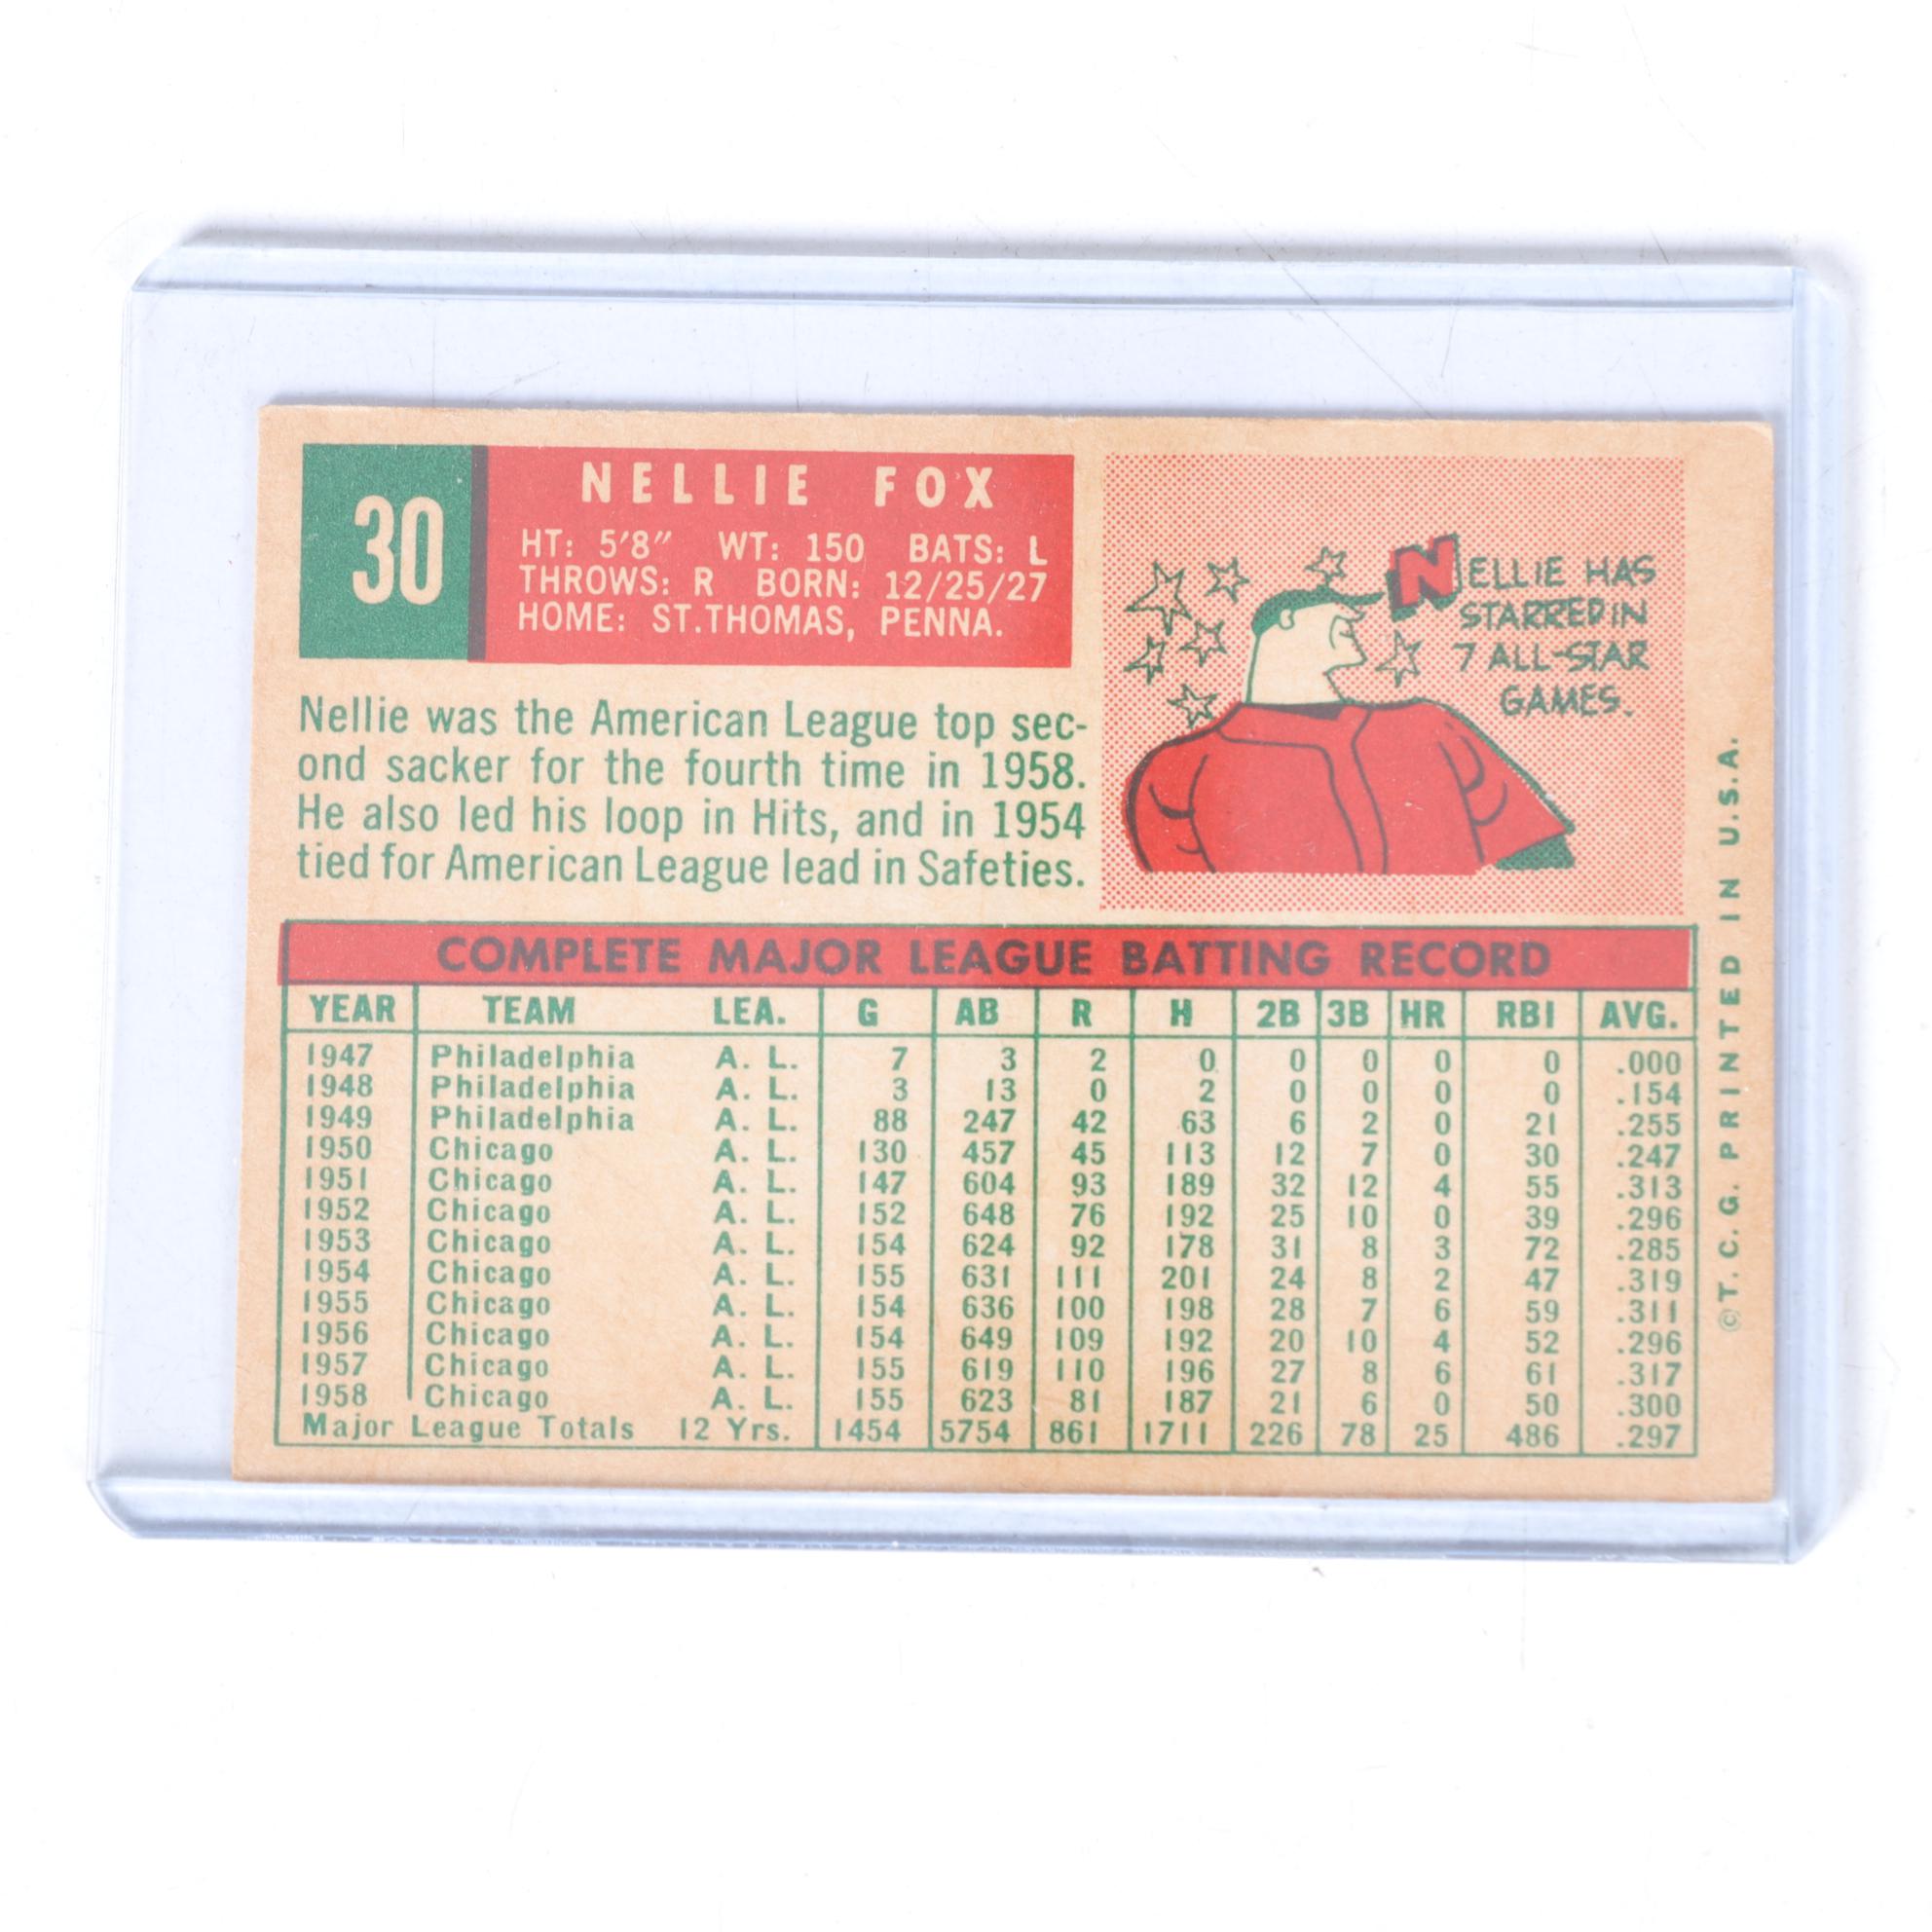 30
NELLIE FOX
HT: 5'8" WT: 150 BATS: L
THROWS: R BORN: 12/25/27
HOME: ST.THOMAS, PENNA.
NELLIE HAS
STARRED IN
7 ALL-STAR
GAMES.
Nellie was the American League top sec-
ond sacker for the fourth time in 1958.
He also led his loop in Hits, and in 1954
tied for American League lead in Safeties.
COMPLETE MAJOR LEAGUE BATTING RECORD
YEAR TEAM LEA. G AB R H 2B 3B HR RBI AVG.
1947 Philadelphia A. L. 7 3 2 0 0 0 0 0 .000
1948 Philadelphia A. L. 3 13 0 2 0 0 0 0 .154
1949 Philadelphia A. L. 88 247 42 63 6 2 0 21 .255
1950 Chicago A. L. 130 457 45 113 12 7 0 30 .247
1951 Chicago A. L. 147 604 93 189 32 12 4 55 .313
1952 Chicago A. L. 152 648 76 192 25 10 0 39 .296
1953 Chicago A. L. 154 624 92 178 31 8 3 72 .285
1954 Chicago A. L. 155 631 111 201 24 8 2 47 .319
1955 Chicago A. L. 154 636 100 198 28 7 6 59 .311
1956 Chicago A. L. 154 649 109 192 20 10 4 52 .296
1957 Chicago A. L. 155 619 110 196 27 8 6 61 .317
1958 Chicago A. L. 155 623 81 187 21 6 0 50 .300
Major League Totals 12 Yrs. 1454 5754 861 1711 226 78 25 486 .297
©T. C. G. PRINTED IN U.S.A.